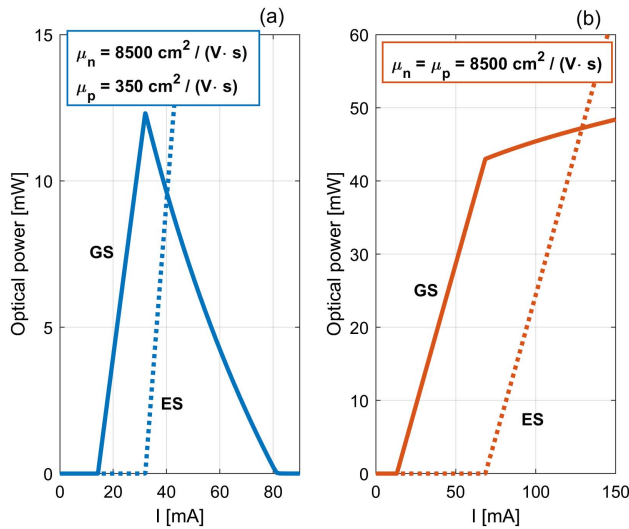 (a)
μn = 8500 cm² / (V· s)
μp = 350 cm² / (V· s)
15
10
5
0
Optical power [mW]
GS
ES
0 20 40 60 80
I [mA]
(b)
μn = μp = 8500 cm² / (V· s)
60
50
40
30
20
10
0
Optical power [mW]
GS
ES
0 50 100 150
I [mA]